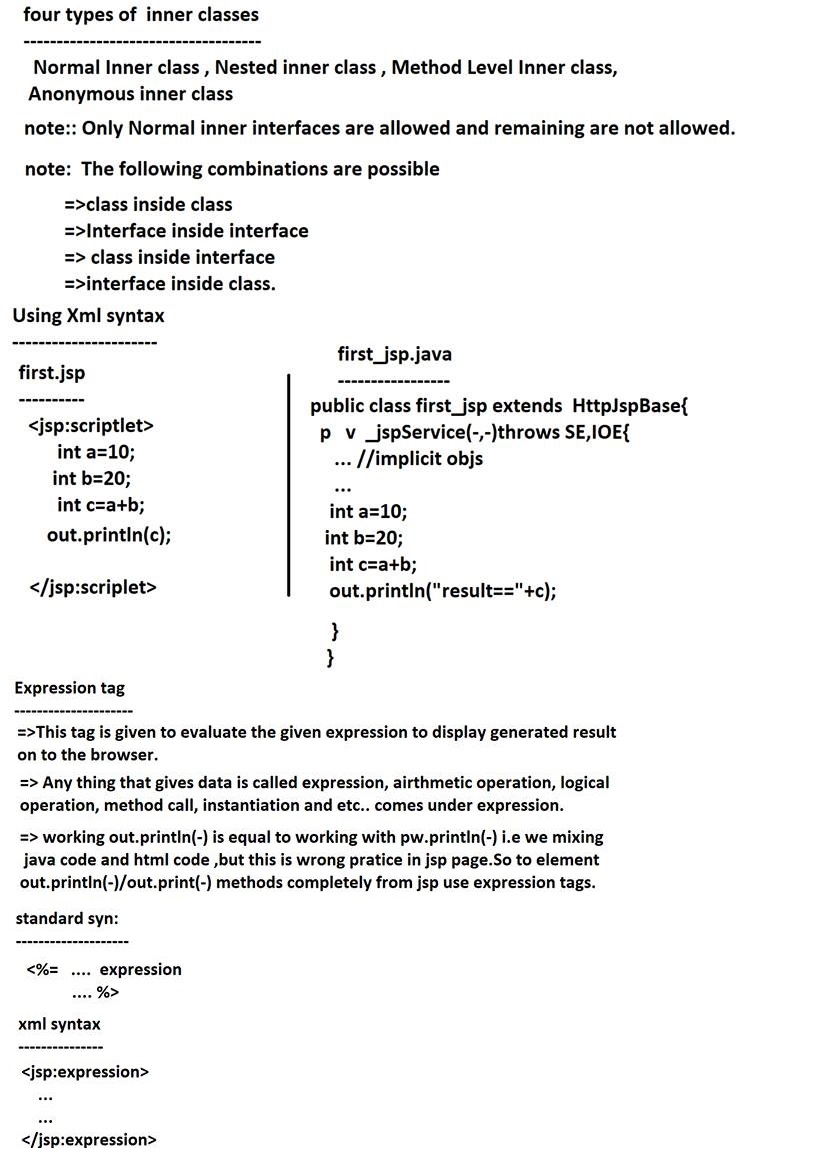 four types of inner classes
------------------------------------
Normal Inner class , Nested inner class , Method Level Inner class,
Anonymous inner class
note:: Only Normal inner interfaces are allowed and remaining are not allowed.
note: The following combinations are possible
=>class inside class
=>Interface inside interface
=> class inside interface
=>interface inside class.
Using Xml syntax
----------------------
first.jsp
----------
<jsp:scriptlet>
int a=10;
int b=20;
int c=a+b;
out.println(c);
</jsp:scriplet>
first_jsp.java
-----------------
public class first_jsp extends HttpJspBase{
p v _jspService(-,-)throws SE,IOE{
... //implicit objs
...
int a=10;
int b=20;
int c=a+b;
out.println("result=="+c);
}
}
Expression tag
---------------------
=>This tag is given to evaluate the given expression to display generated result
on to the browser.
=> Any thing that gives data is called expression, airthmetic operation, logical
operation, method call, instantiation and etc.. comes under expression.
=> working out.println(-) is equal to working with pw.println(-) i.e we mixing
java code and html code ,but this is wrong pratice in jsp page.So to element
out.println(-)/out.print(-) methods completely from jsp use expression tags.
standard syn:
--------------------
<%= .... expression
.... %>
xml syntax
---------------
<jsp:expression>
...
...
</jsp:expression>